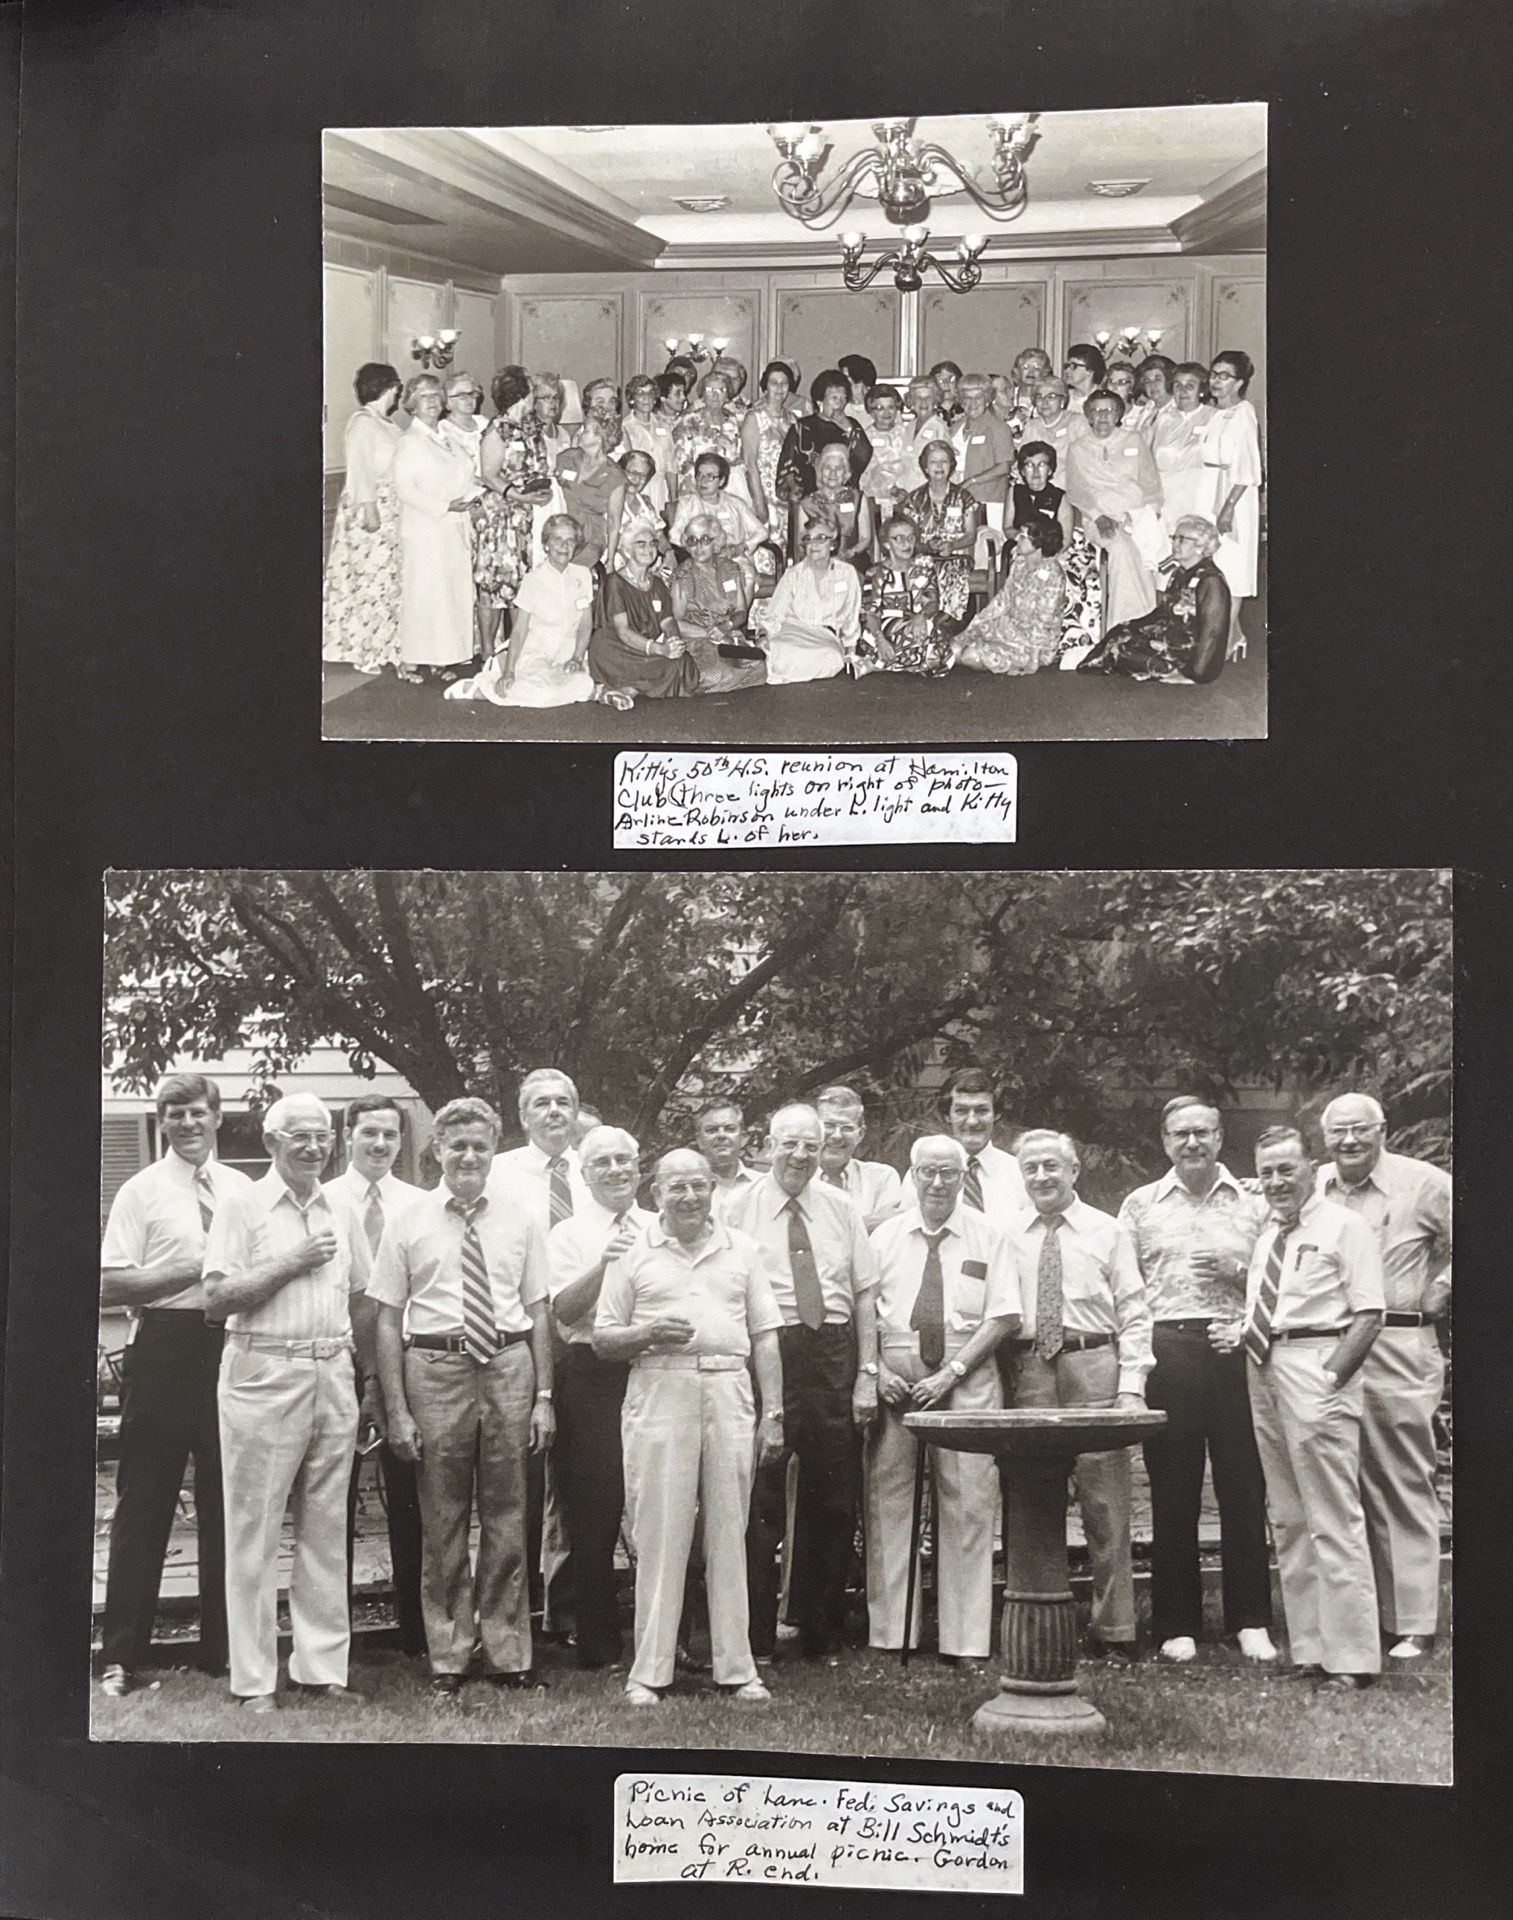 Kitty's 50th H.S. reunion at Hamilton
Club (three lights on right of photo—
Arline Robinson under L. light and Kitty
stands L. of her.
Picnic of Lanc. Fed. Savings and
Loan Association at Bill Schmidt's
home for annual picnic. Gordon
at R. end.